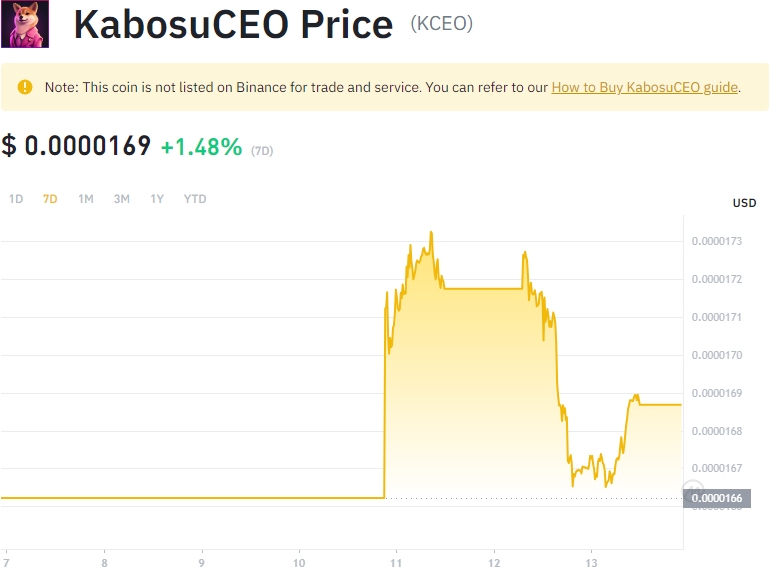 KabosuCEO Price (KCEO)
Note: This coin is not listed on Binance for trade and service. You can refer to our How to Buy KabosuCEO guide.
$ 0.0000169 +1.48% (7D)
1D 7D 1M 3M 1Y YTD
USD
0.0000173
0.0000172
0.0000171
0.0000170
0.0000169
0.0000168
0.0000167
0.0000166
7 8 9 10 11 12 13